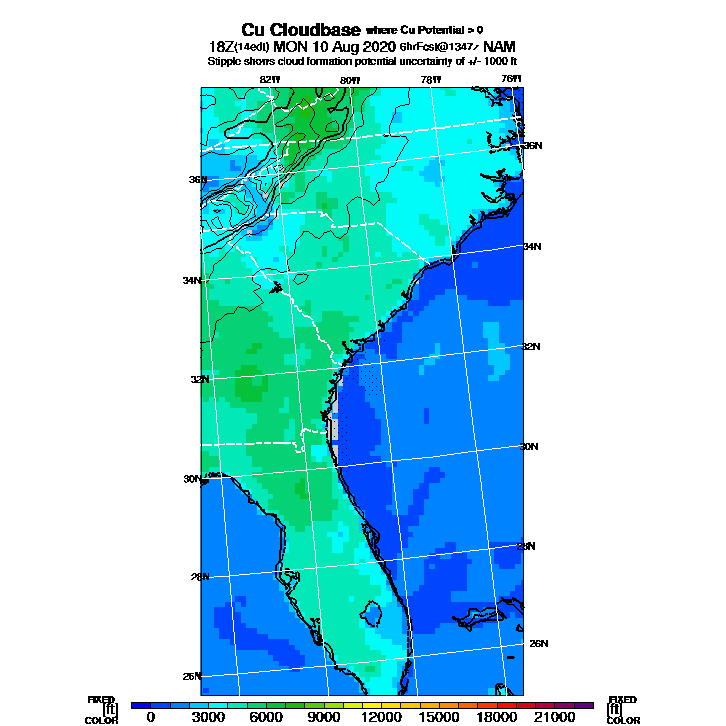 Cu Cloudbase where Cu Potential > 0
18Z(14edt) MON 10 Aug 2020 6hrFcst@1347z NAM
Stipple shows cloud formation potential uncertainty of +/- 1000 ft
82W 80W 78W 76W
36N
36N
34N
34N
32N
32N
30N
30N
28N
28N
26N
26N
FIXED
[ft]
COLOR
0 3000 6000 9000 12000 15000 18000 21000
FIXED
[ft]
COLOR